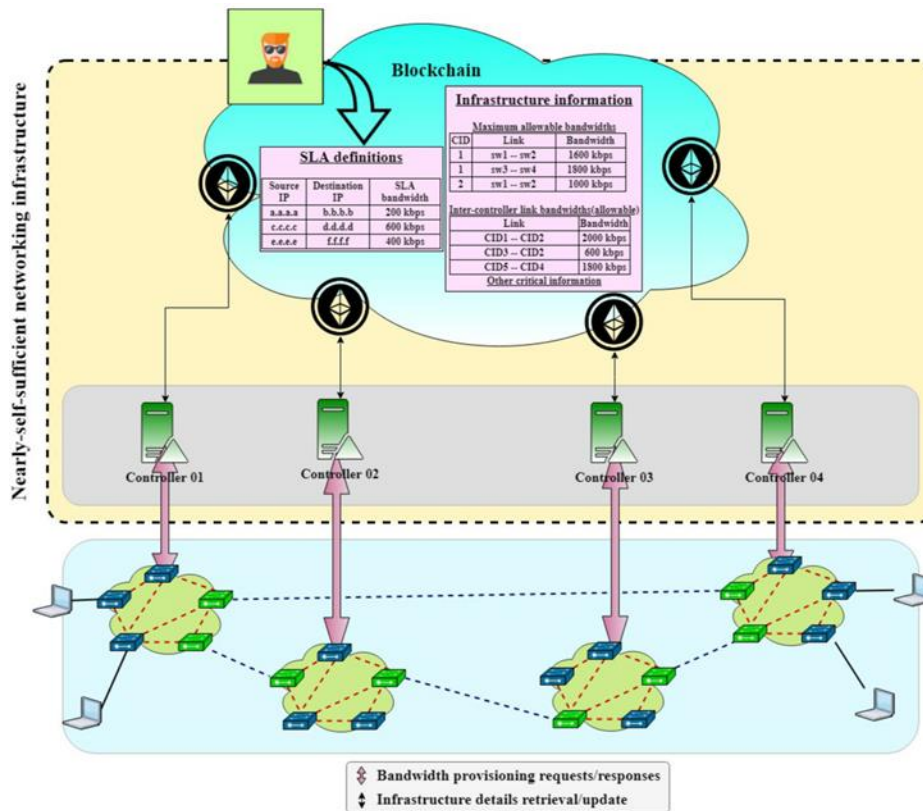 Nearly-self-sufficient networking infrastructure
Blockchain
SLA definitions
Source IP Destination IP SLA bandwidth
a.a.a.a b.b.b.b 200 kbps
c.c.c.c d.d.d.d 600 kbps
e.e.e.e f.f.f.f 400 kbps
Infrastructure information
Maximum allowable bandwidths
CID Link Bandwidth
1 sw1 -- sw2 1600 kbps
1 sw3 -- sw4 1800 kbps
2 sw1 -- sw2 1000 kbps
Inter-controller link bandwidths(allowable)
Link Bandwidth
CID1 -- CID2 2000 kbps
CID3 -- CID2 600 kbps
CID5 -- CID4 1800 kbps
Other critical information
Controller 01
Controller 02
Controller 03
Controller 04
Bandwidth provisioning requests/responses
Infrastructure details retrieval/update